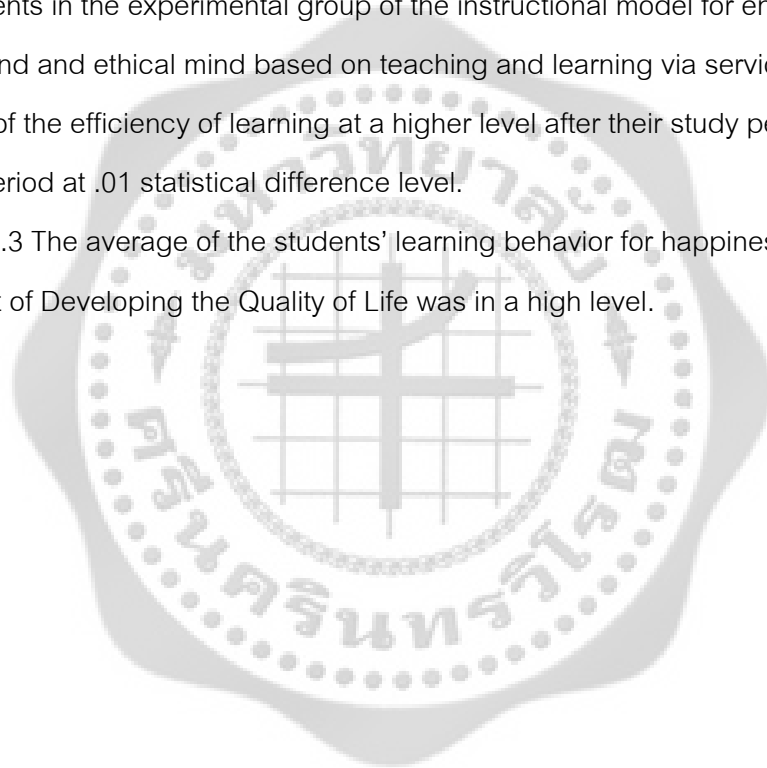 ents in the experimental group of the instructional model for en
nd and ethical mind based on teaching and learning via servic
of the efficiency of learning at a higher level after their study pe
eriod at .01 statistical difference level.
.3 The average of the students’ learning behavior for happines
t of Developing the Quality of Life was in a high level.
มหาวิทยาลัย
ศรีนครินทรวิโรฒ